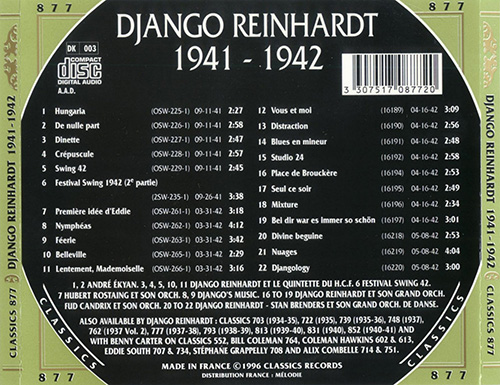 877
877
DK 003
COMPACT
disc
DIGITAL AUDIO
A.A.D.
DJANGO REINHARDT
1941 - 1942
3 307517 087720
1 Hungaria (OSW-225-1) 09-11-41 2:27
2 De nulle part (OSW-226-1) 09-11-41 2:58
3 Dinette (OSW-227-1) 09-11-41 2:47
4 Crépuscule (OSW-228-1) 09-11-41 2:57
5 Swing 42 (OSW-229-1) 09-11-41 2:45
6 Festival Swing 1942 (2e partie)
(2SW-235-1) 09-26-41 3:38
7 Première idée d'Eddie (OSW-261-1) 03-31-42 3:18
8 Nymphéas (OSW-262-1) 03-31-42 3:12
9 Féerie (OSW-263-1) 03-31-42 2:42
10 Belleville (OSW-265-1) 03-31-42 2:29
11 Lentement, Mademoiselle (OSW-266-1) 03-31-42 3:16
12 Vous et moi (16189) 04-16-42 3:09
13 Distraction (16190) 04-16-42 2:56
14 Blues en mineur (16191) 04-16-42 2:48
15 Studio 24 (16192) 04-16-42 2:58
16 Place de Brouckère (16194) 04-16-42 2:30
17 Seul ce soir (16195) 04-16-42 2:49
18 Mixture (16196) 04-16-42 2:34
19 Bei dir war es immer so schön (16197) 04-16-42 3:01
20 Divine beguine (16218) 05-08-42 2:53
21 Nuages (16219) 05-08-42 3:04
22 Djangology (16220) 05-08-42 3:00
1, 2 ANDRÉ ÉKYAN. 3, 4, 5, 10, 11 DJANGO REINHARDT ET LE QUINTETTE DU H.C.F. 6 FESTIVAL SWING 42.
7 HUBERT ROSTAING ET SON ORCH. 8, 9 DJANGO'S MUSIC. 16 TO 19 DJANGO REINHARDT ET SON GRAND ORCH.
FUD CANDRIX ET SON ORCH. 20 TO 22 DJANGO REINHARDT - STAN BRENDERS ET SON GRAND ORCH. DE DANSE.
ALSO AVAILABLE BY DJANGO REINHARDT : CLASSICS 703 (1934-35), 722 (1935), 739 (1935-36), 748 (1937),
762 (1937 Vol. 2), 777 (1937-38), 793 (1938-39), 813 (1939-40), 831 (1940), 852 (1940-41) AND
WITH BENNY CARTER ON CLASSICS 552, BILL COLEMAN 764, COLEMAN HAWKINS 602 & 613,
EDDIE SOUTH 707 & 734, STÉPHANE GRAPPELLY 708 AND ALIX COMBELLE 714 & 751.
MADE IN FRANCE ©1996 CLASSICS RECORDS
DISTRIBUTION FRANCE : MÉLODIE
CLASSICS
CLASSICS
877
877
CLASSICS 877 DJANGO REINHARDT 1941-1942
DJANGO REINHARDT 1941-1942 CLASSICS 877